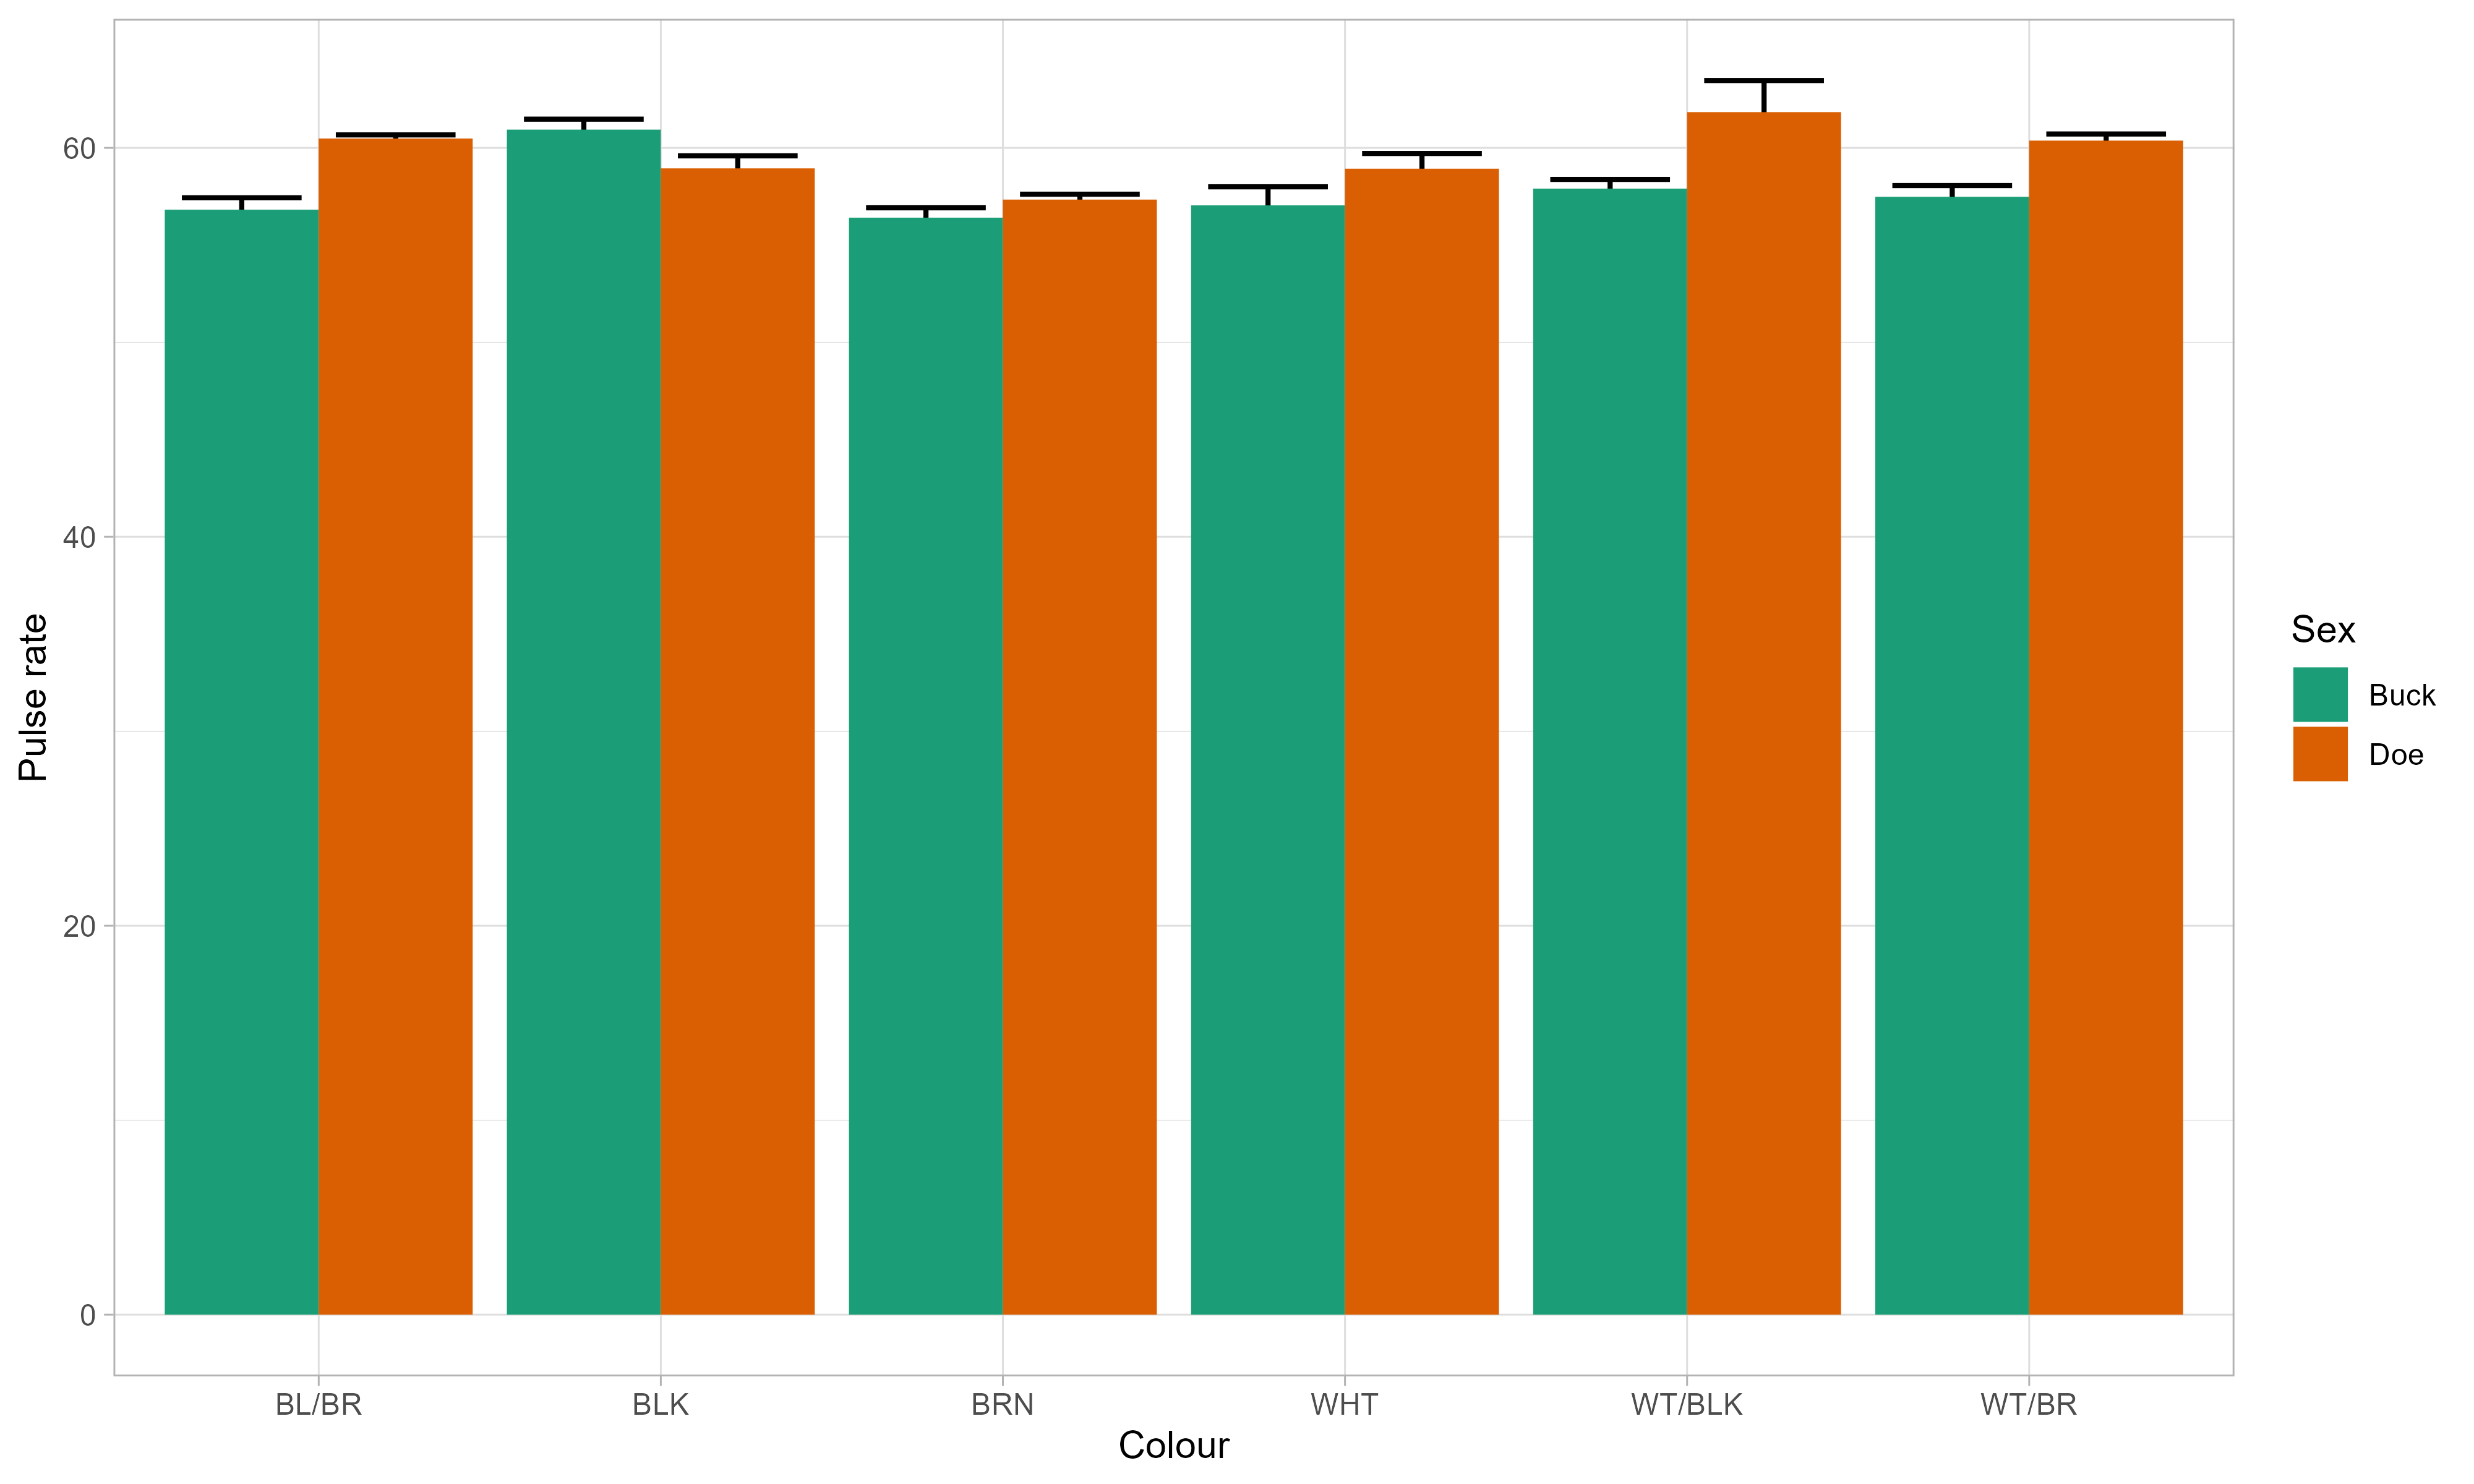 60
40
20
0
Pulse rate
BL/BR BLK BRN WHT WT/BLK WT/BR
Colour
Sex
Buck
Doe